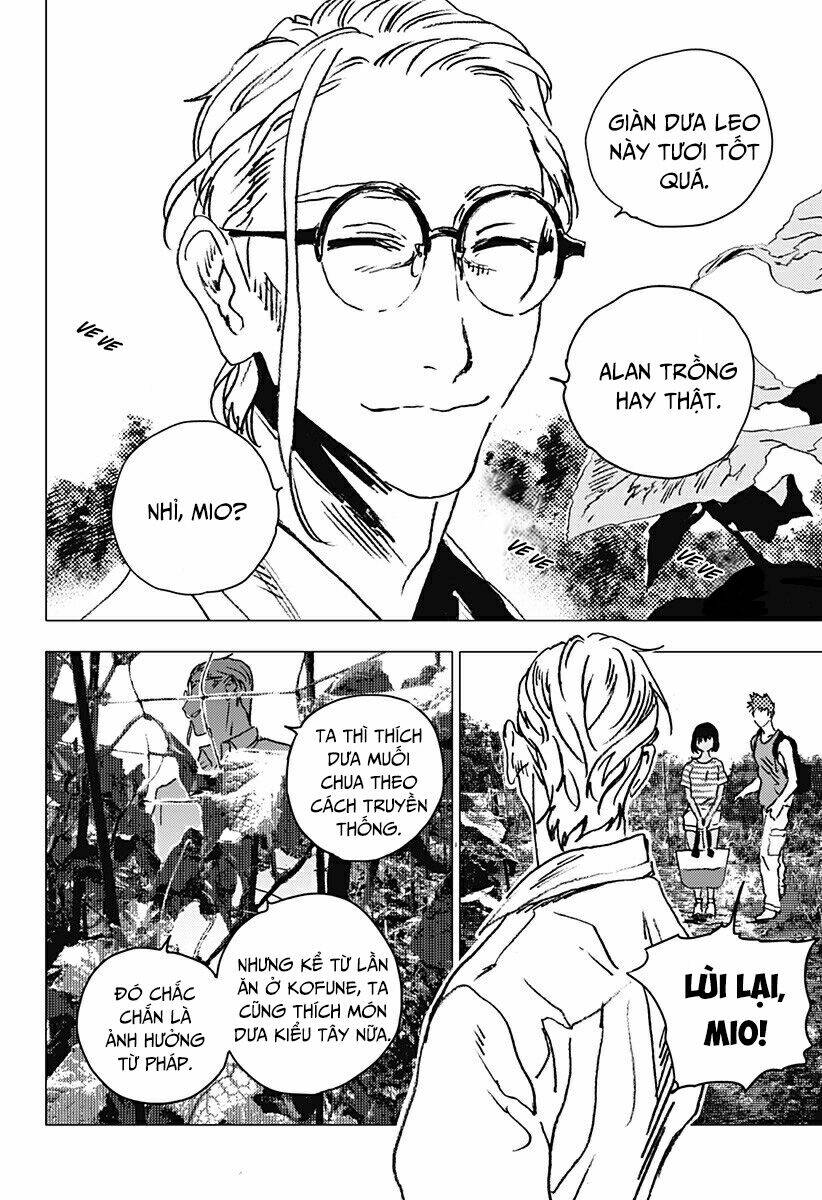 GIÀN DƯA LEO
NÀY TƯƠI TỐT
QUÁ.
ALAN TRỒNG
HAY THẬT.
VE VE
NHỈ, MIO?
VE VE
VE VE
LÙI LẠI,
MIO!
TA THÌ THÍCH
DƯA MUỐI
CHUA THEO
CÁCH TRUYỀN
THỐNG.
NHƯNG KỂ TỪ LẦN
ĂN Ở KOFUNE, TA
CŨNG THÍCH MÓN
DƯA KIỂU TÂY NỮA.
ĐÓ CHẮC
CHẮN LÀ
ẢNH HƯỞNG
TỪ PHÁP.